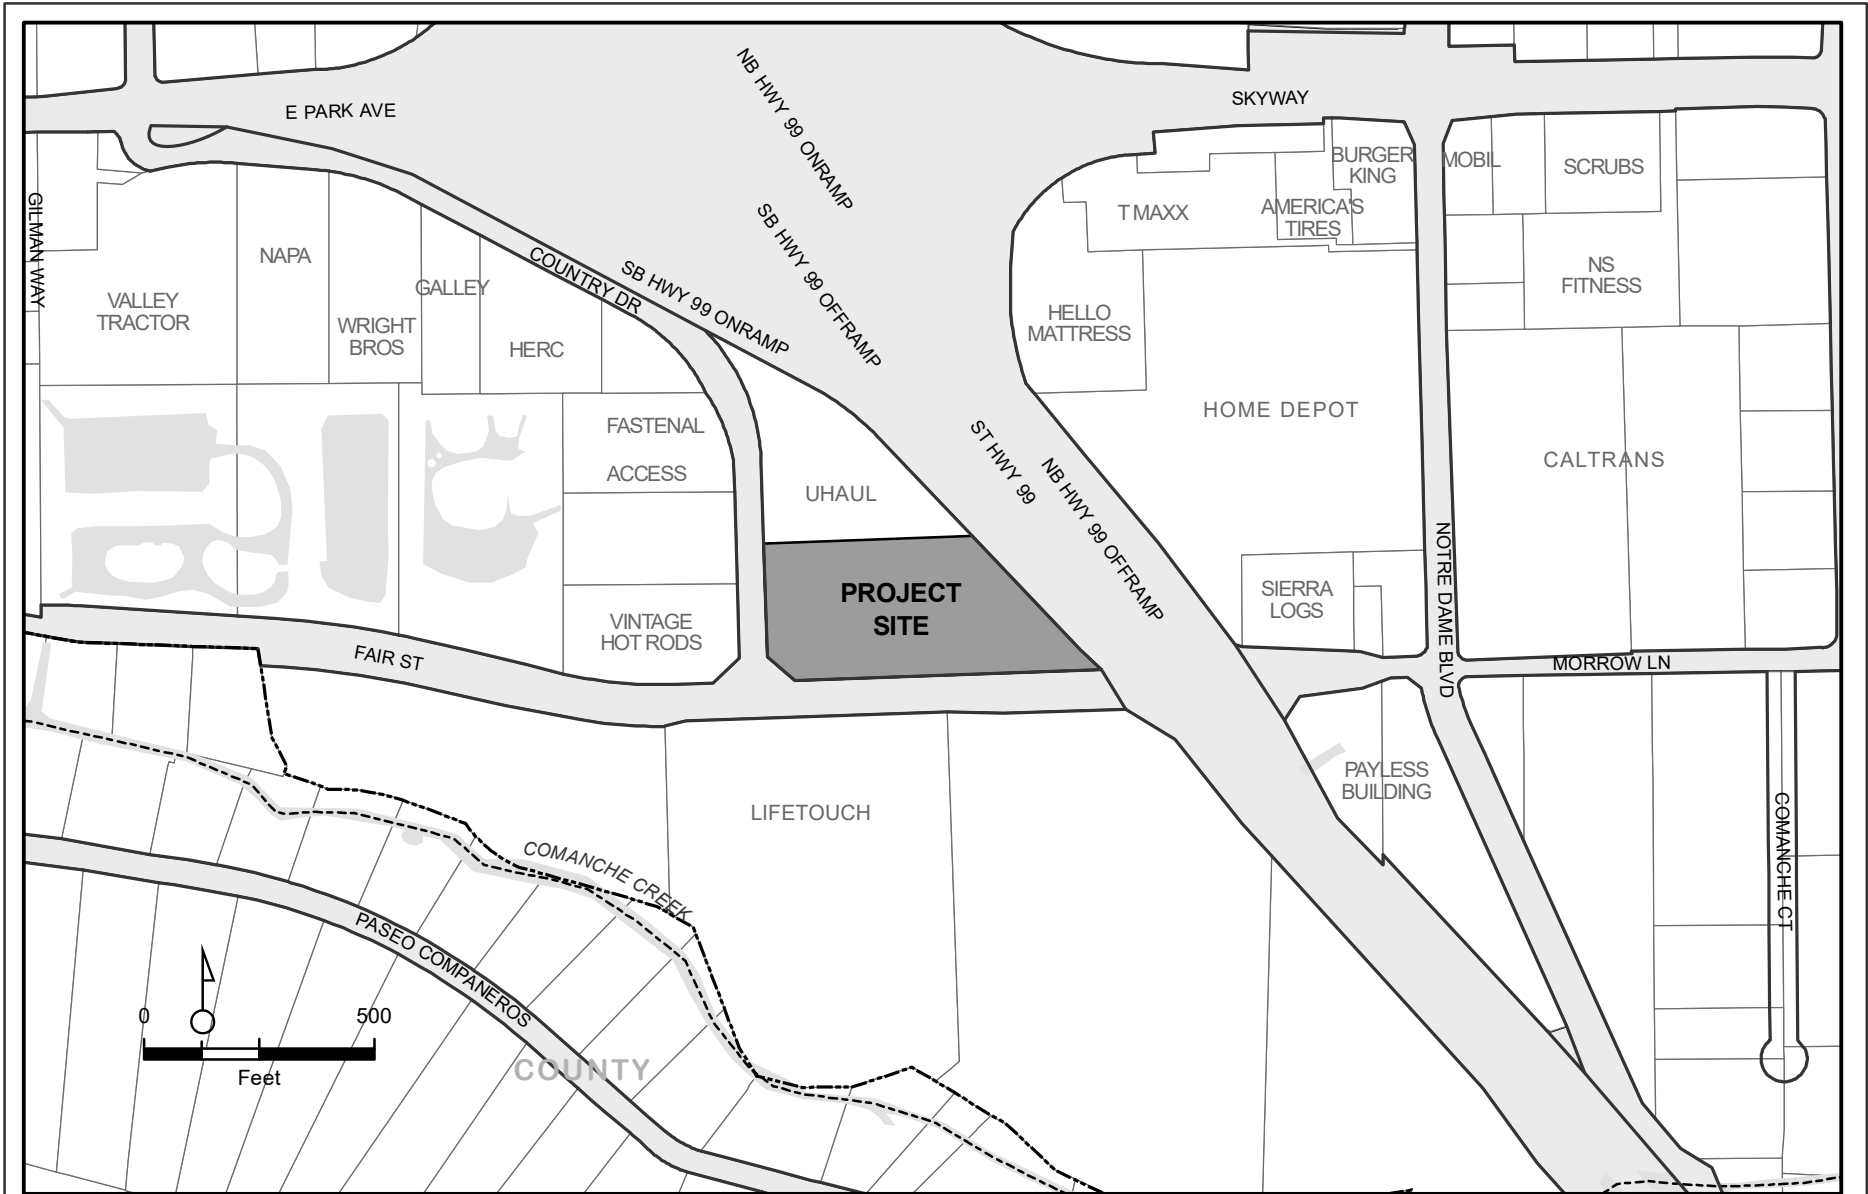 NB HWY 99 ONRAMP
E PARK AVE
SKYWAY
BURGER
KING
MOBIL
SCRUBS
GILMAN WAY
T MAXX
AMERICA'S
TIRES
SB HWY 99 OFFRAMP
NAPA
COUNTRY DR
SB HWY 99 ONRAMP
GALLEY
NS
FITNESS
VALLEY
TRACTOR
WRIGHT
BROS
HERC
HELLO
MATTRESS
HOME DEPOT
FASTENAL
ACCESS
UHAUL
ST HWY 99
NB HWY 99 OFFRAMP
CALTRANS
NOTRE DAME BLVD
PROJECT
SITE
SIERRA
LOGS
VINTAGE
HOT RODS
FAIR ST
MORROW LN
LIFETOUCH
PAYLESS
BUILDING
COMANCHE CT
COMANCHE CREEK
PASEO COMPANEROS
0 500
Feet
COUNTY